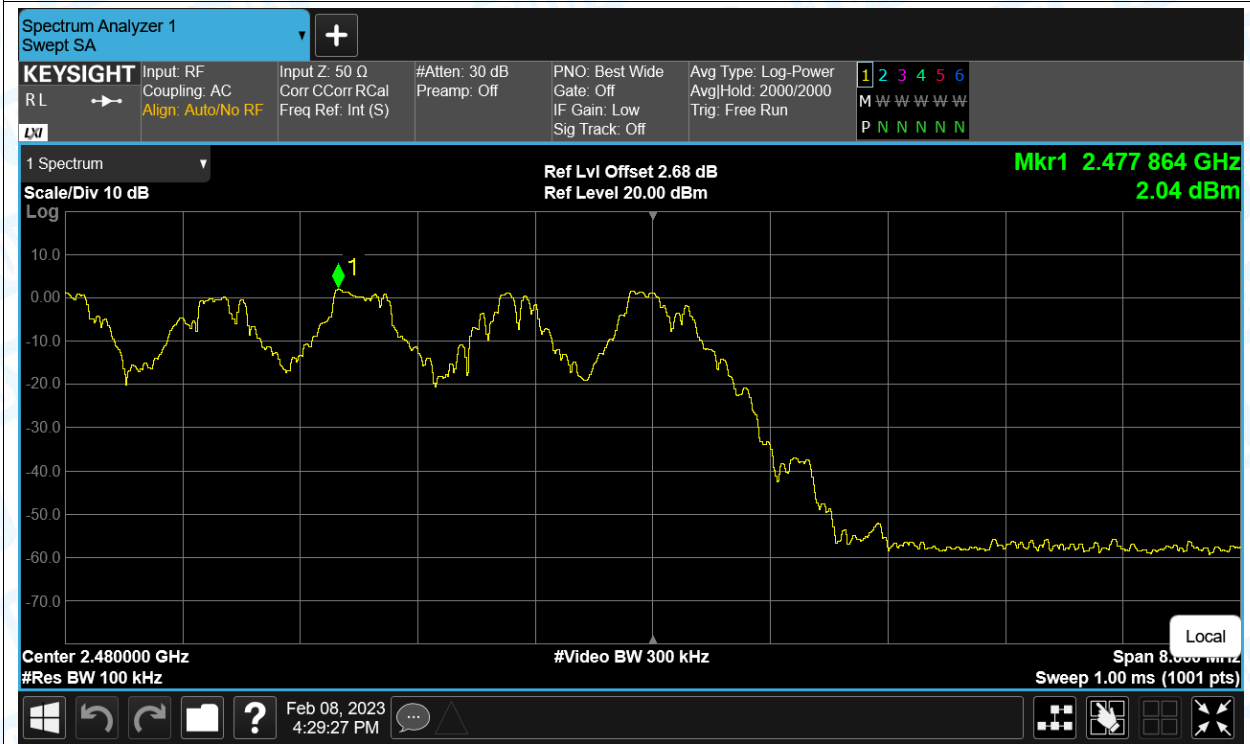 Spectrum Analyzer 1
Swept SA
KEYSIGHT
R L
LXI
Input: RF
Coupling: AC
Align: Auto/No RF
Input Z: 50 Ω
Corr CCorr RCal
Freq Ref: Int (S)
#Atten: 30 dB
Preamp: Off
PNO: Best Wide
Gate: Off
IF Gain: Low
Sig Track: Off
Avg Type: Log-Power
Avg|Hold: 2000/2000
Trig: Free Run
1 2 3 4 5 6
M W W W W W
P N N N N N
1 Spectrum
Scale/Div 10 dB
Log
Ref Lvl Offset 2.68 dB
Ref Level 20.00 dBm
Mkr1 2.477 864 GHz
2.04 dBm
1
10.0
0.00
-10.0
-20.0
-30.0
-40.0
-50.0
-60.0
-70.0
Local
Center 2.480000 GHz
#Video BW 300 kHz
Span 8.000 MHz
#Res BW 100 kHz
Sweep 1.00 ms (1001 pts)
?
Feb 08, 2023
4:29:27 PM